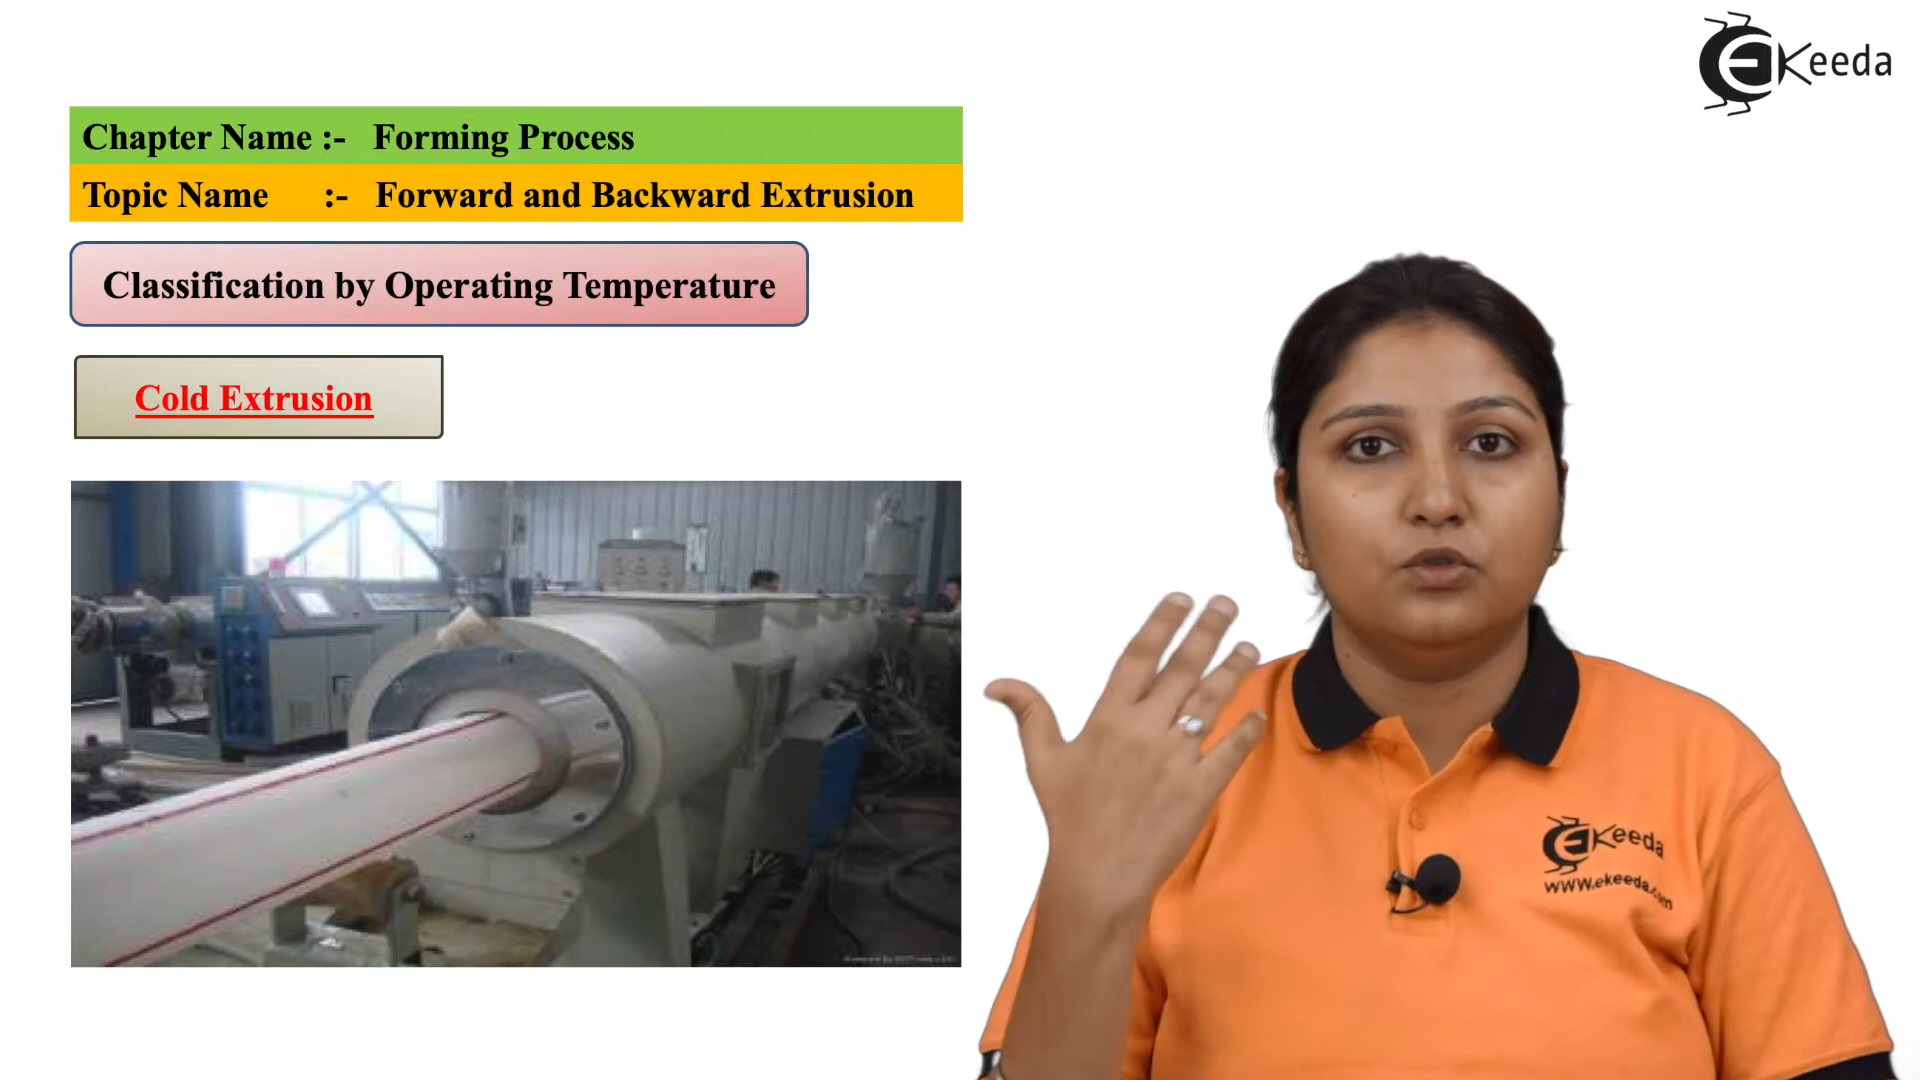 Keeda
Chapter Name :- Forming Process
Topic Name :- Forward and Backward Extrusion
Classification by Operating Temperature
Cold Extrusion
Keeda
www.ekeeda.com